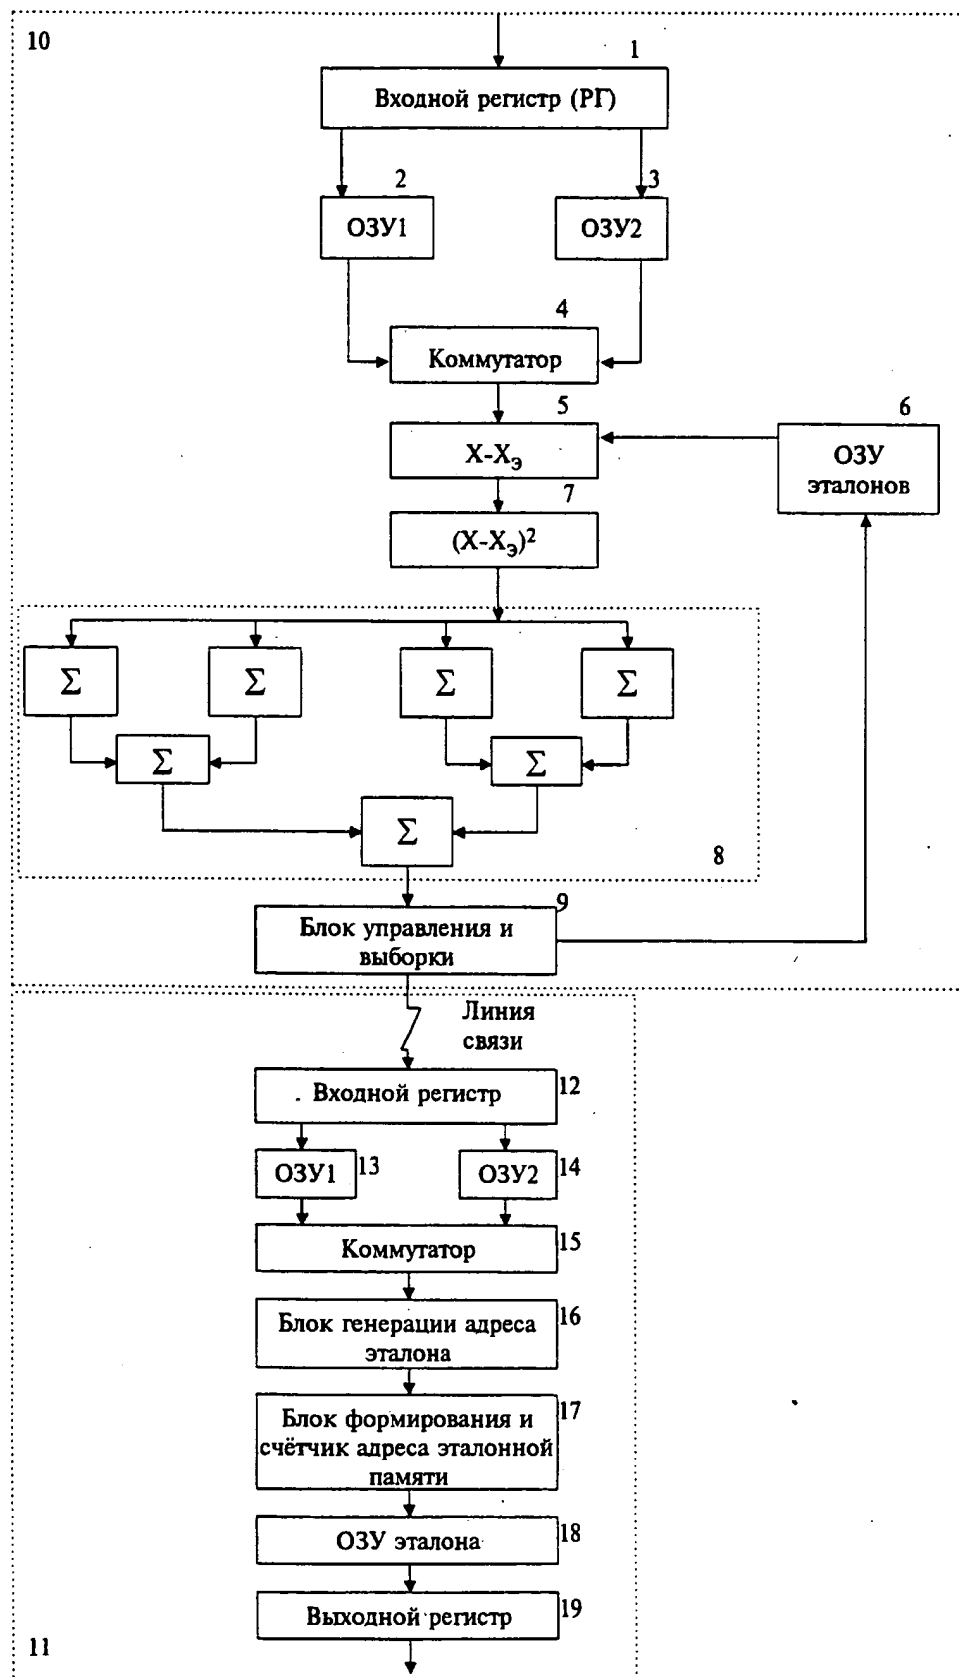 10
1
Входной регистр (РГ)
2
3
ОЗУ1
ОЗУ2
4
Коммутатор
5
6
X-Xэ
ОЗУ
эталонов
7
(X-Xэ)²
Σ
Σ
Σ
Σ
Σ
Σ
Σ
8
9
Блок управления и
выборки
Линия
связи
Входной регистр
12
ОЗУ1
13
ОЗУ2
14
Коммутатор
15
Блок генерации адреса
эталона
16
Блок формирования и
счётчик адреса эталонной
памяти
17
ОЗУ эталона
18
Выходной регистр
19
11